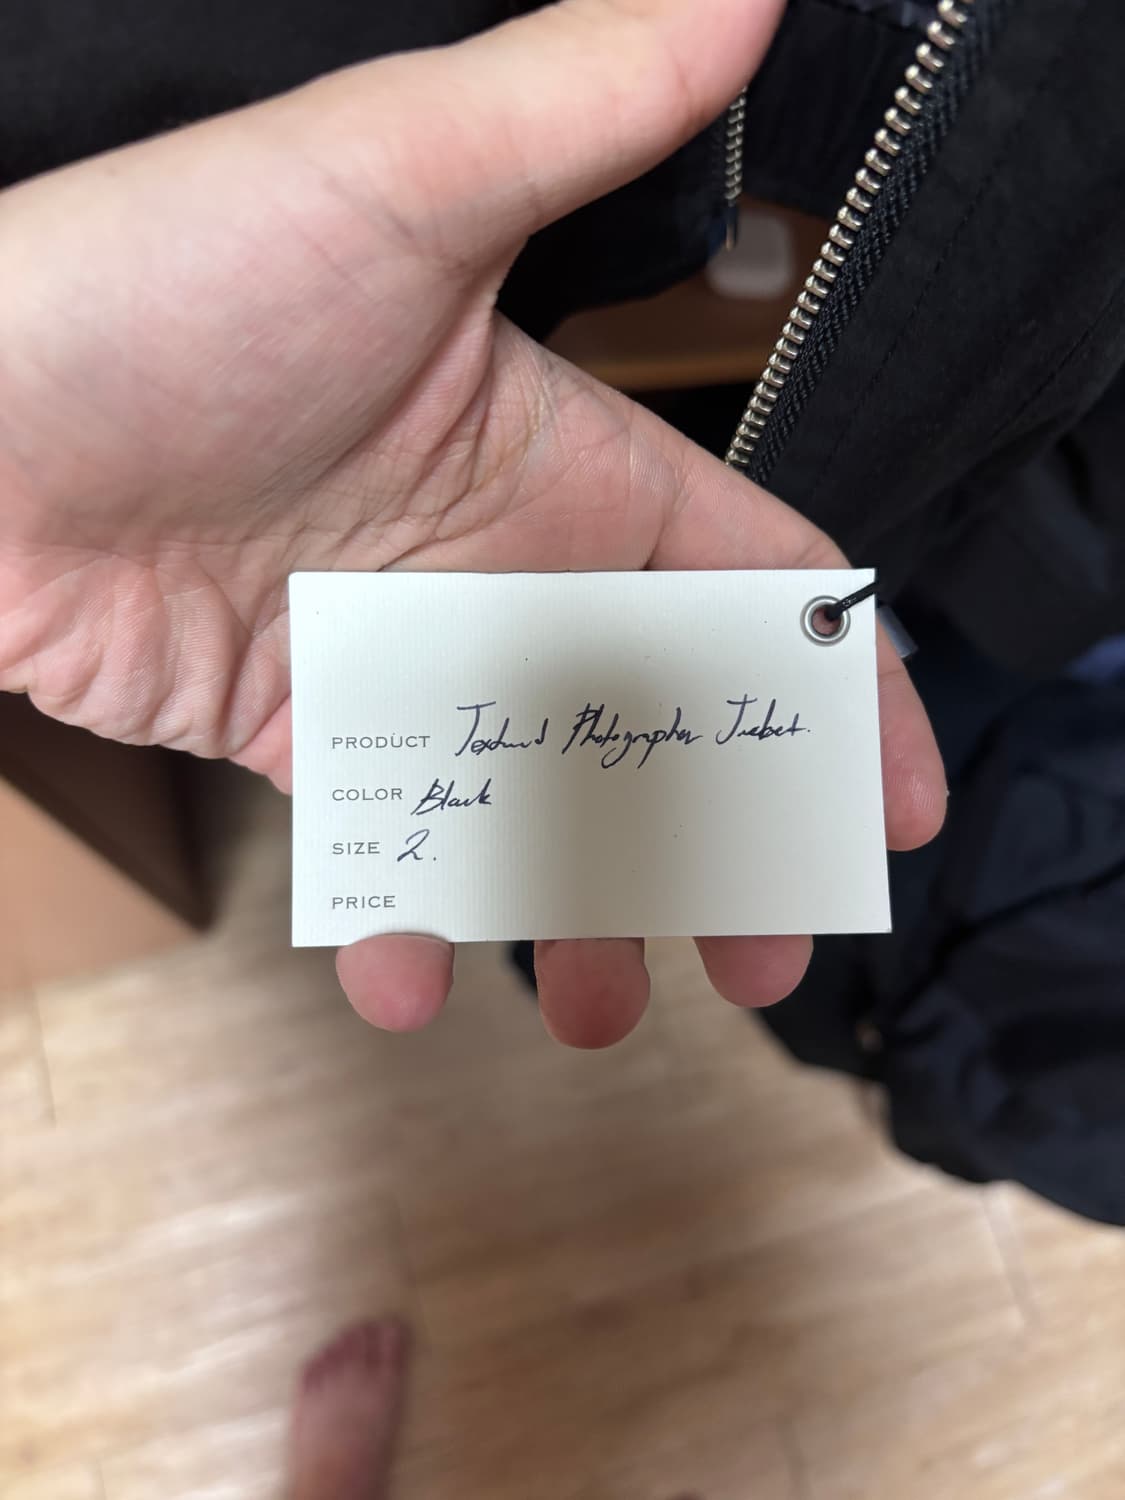 PRODUCT Textured Photographer Jacket.
COLOR Black
SIZE 2.
PRICE